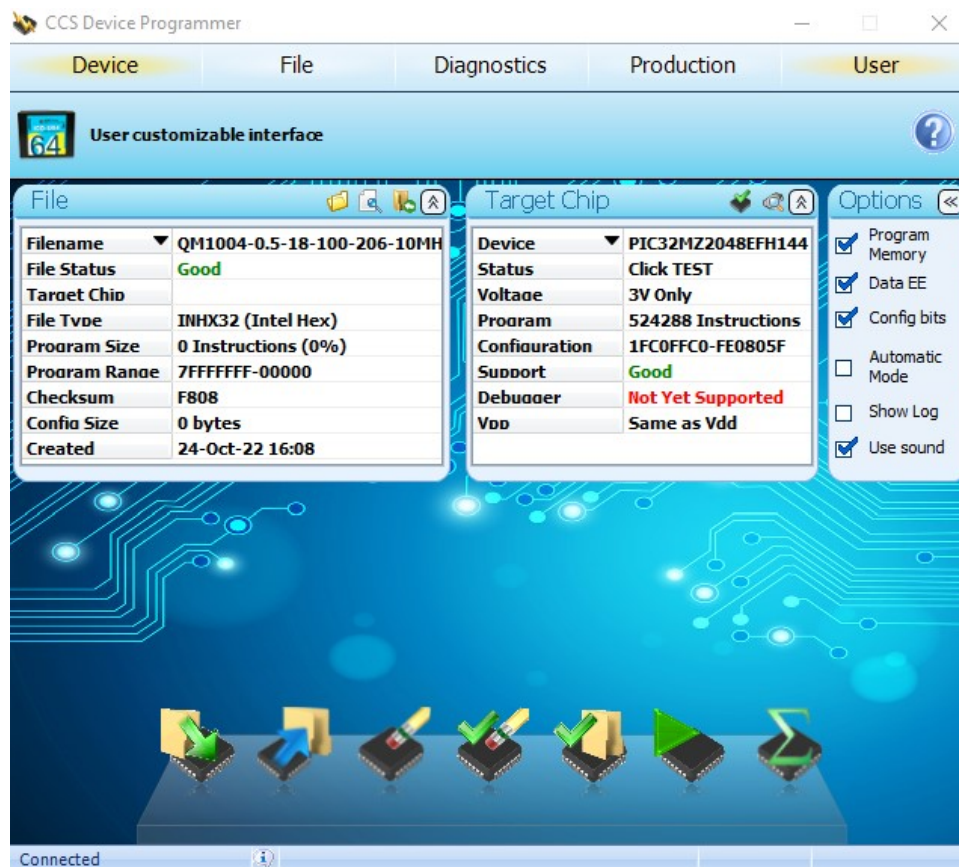 CCS Device Programmer
Device File Diagnostics Production User
64 User customizable interface
File
Filename QM1004-0.5-18-100-206-10MH
File Status Good
Target Chip
File Type INHX32 (Intel Hex)
Program Size 0 Instructions (0%)
Program Range 7FFFFFFF-00000
Checksum F808
Config Size 0 bytes
Created 24-Oct-22 16:08
Target Chip
Device PIC32MZ2048EFH144
Status Click TEST
Voltage 3V Only
Program 524288 Instructions
Configuration 1FC0FFC0-FE0805F
Support Good
Debugger Not Yet Supported
Vpp Same as Vdd
Options
Program
Memory
Data EE
Config bits
Automatic
Mode
Show Log
Use sound
Connected